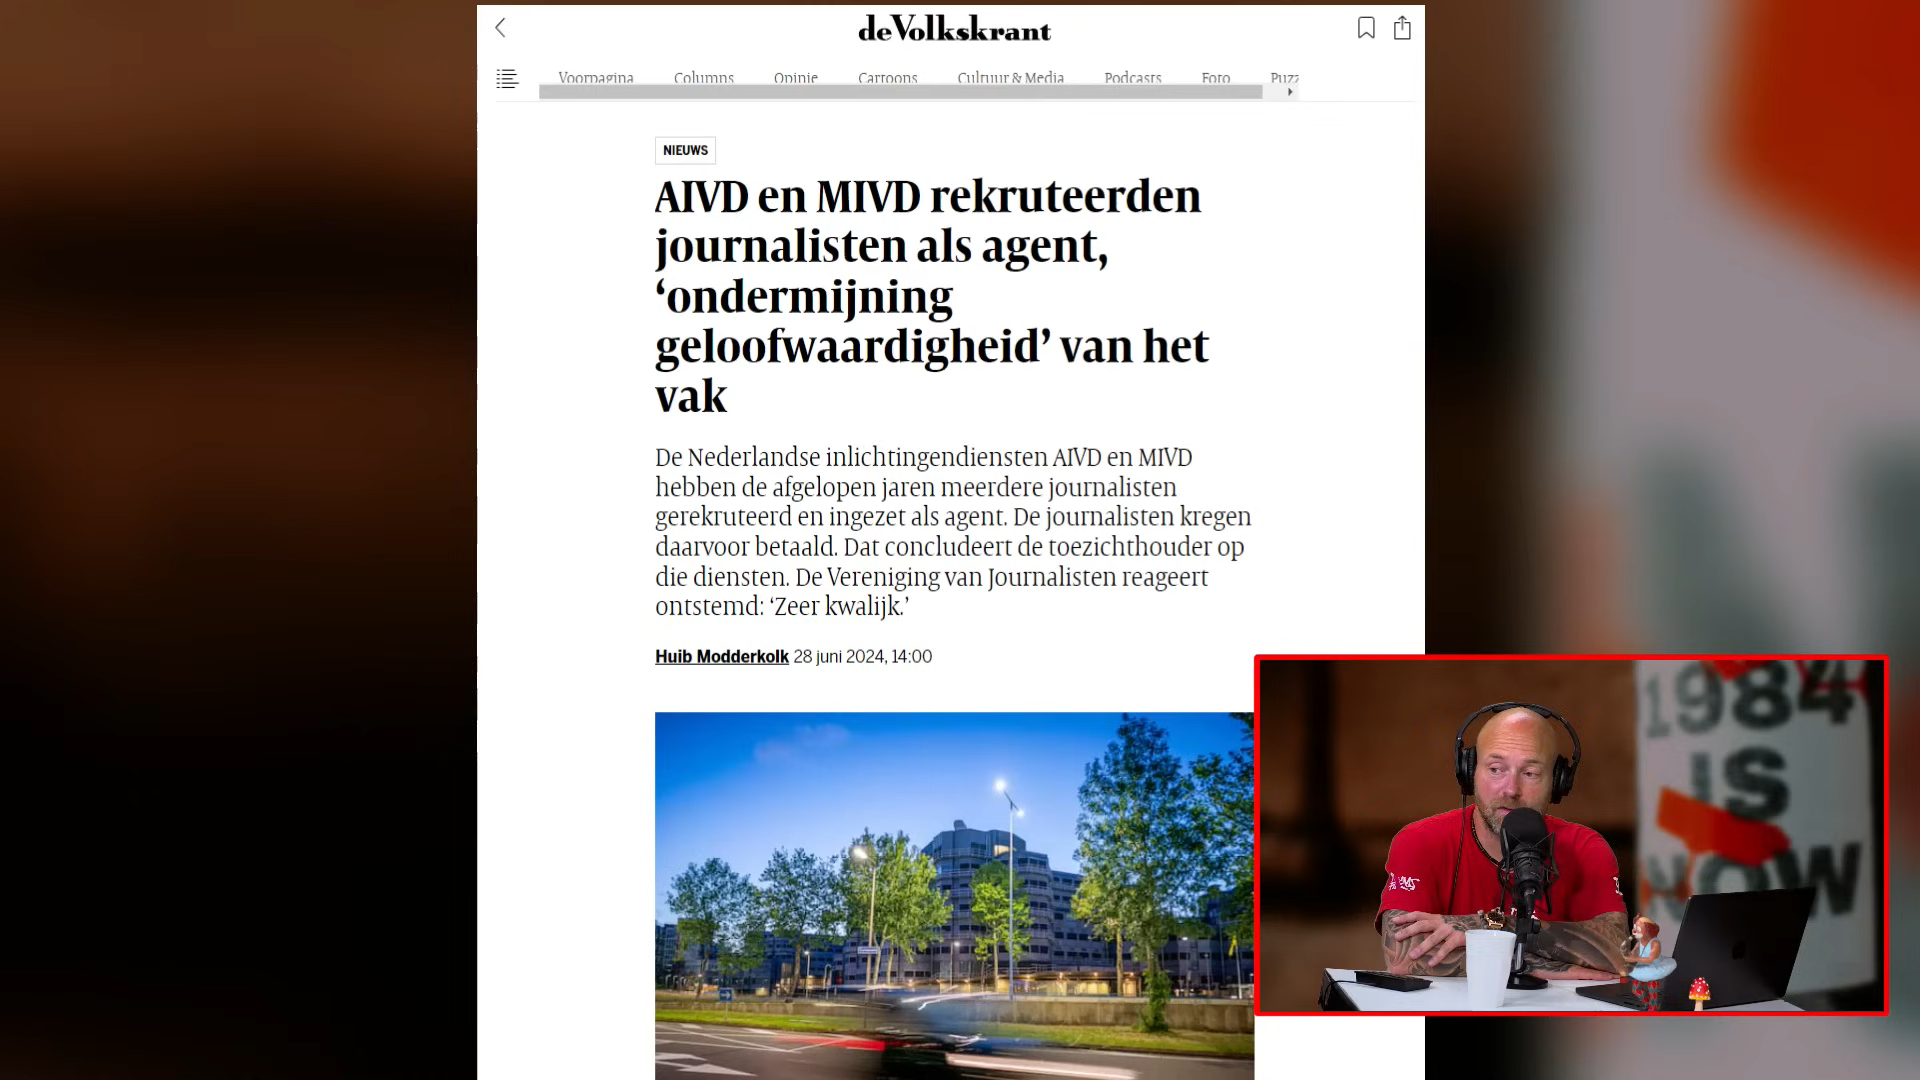 deVolkskrant
Voorpagina Columns Opinie Cartoons Cultuur & Media Podcasts Foto Puzz
NIEUWS
AIVD en MIVD rekruteerden
journalisten als agent,
‘ondermijning
geloofwaardigheid’ van het
vak
De Nederlandse inlichtingendiensten AIVD en MIVD
hebben de afgelopen jaren meerdere journalisten
gerekruteerd en ingezet als agent. De journalisten kregen
daarvoor betaald. Dat concludeert de toezichthouder op
die diensten. De Vereniging van Journalisten reageert
ontstemd: ‘Zeer kwalijk.’
Huib Modderkolk 28 juni 2024, 14:00
1984
IS
NOW